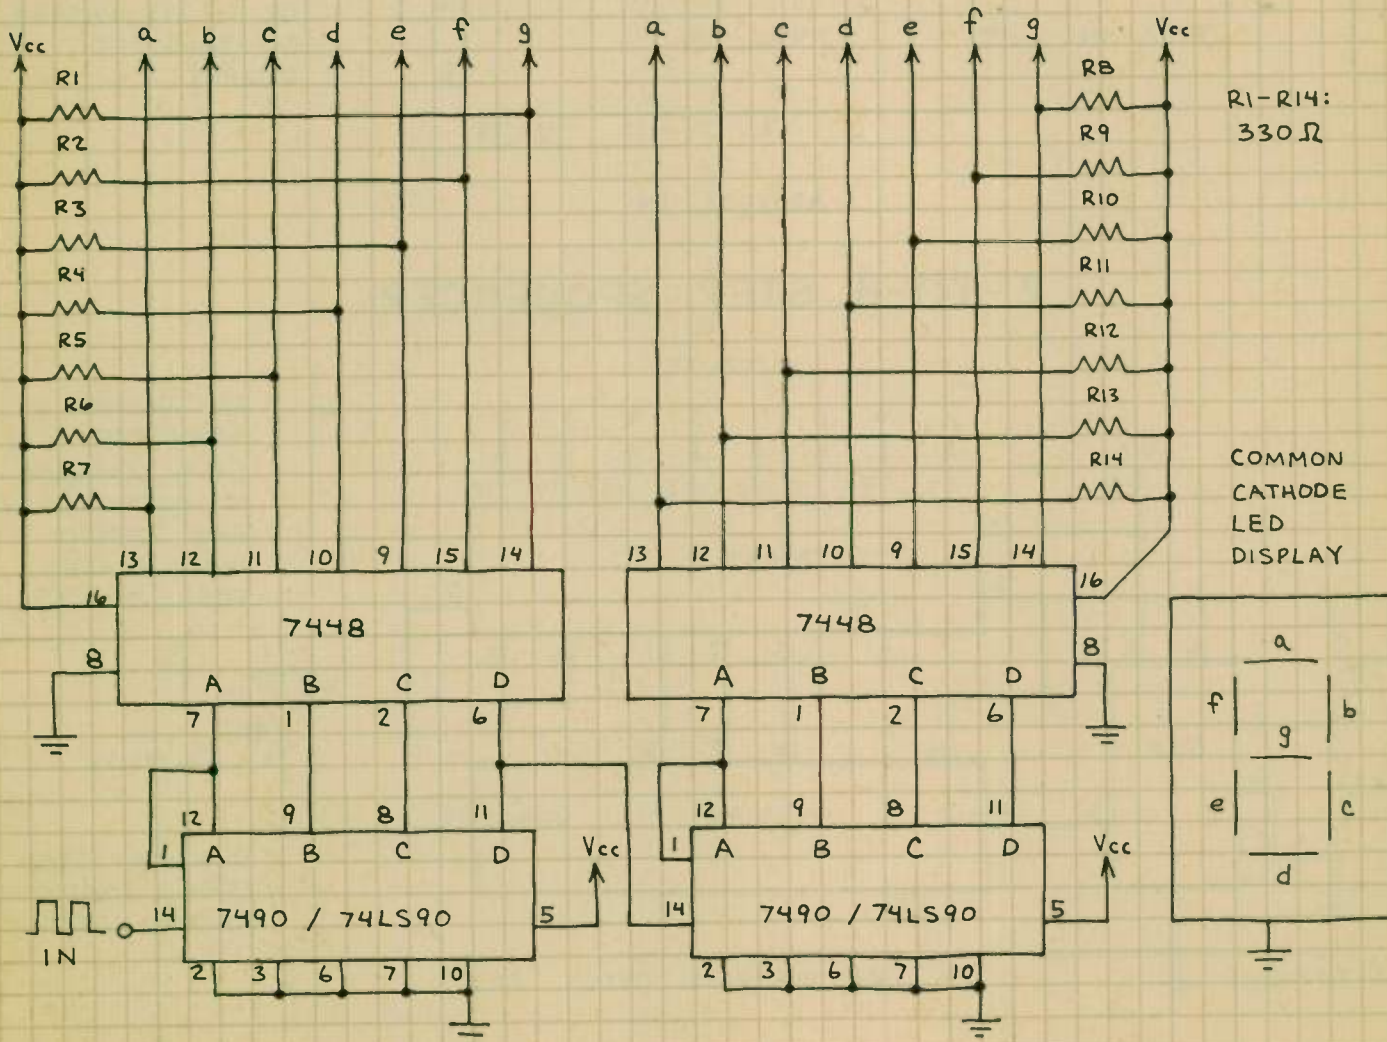 Vcc a b c d e f g a b c d e f g Vcc
R1
R2
R3
R4
R5
R6
R7
R8
R9
R10
R11
R12
R13
R14
R1-R14:
330Ω
COMMON
CATHODE
LED
DISPLAY
13 12 11 10 9 15 14
16
8
7448
A B C D
7 1 2 6
13 12 11 10 9 15 14
16
8
7448
A B C D
7 1 2 6
12 9 8 11
1
A B C D
14
7490 / 74LS90
5
Vcc
IN
2 3 6 7 10
12 9 8 11
1
A B C D
14
7490 / 74LS90
5
Vcc
2 3 6 7 10
a
f b
g
e c
d